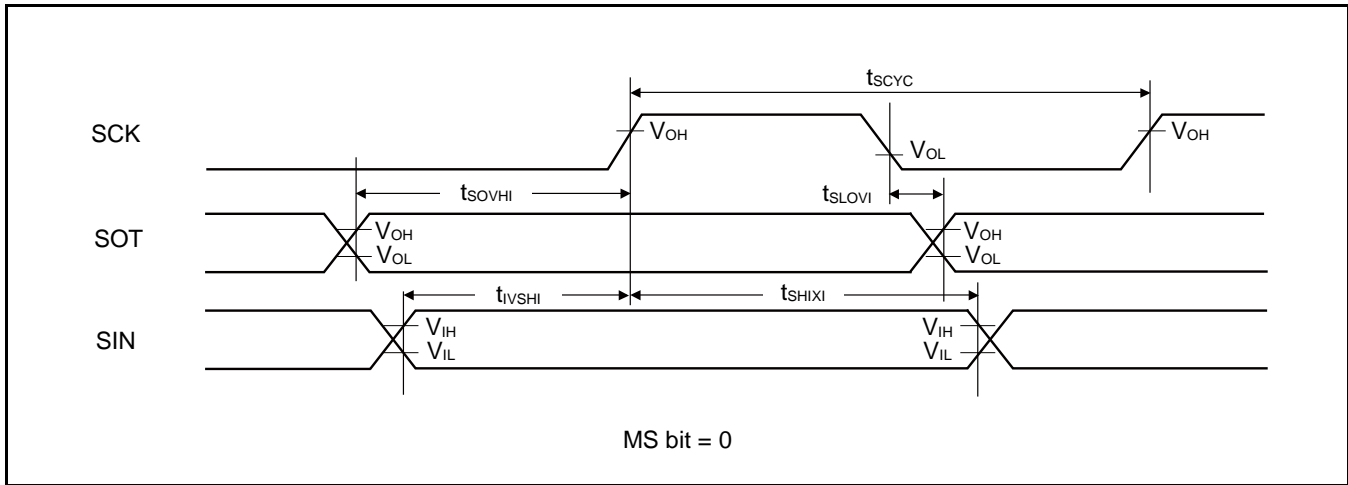 tSCYC
SCK
VOH
VOL
VOH
tSOVHI
tSLOVI
SOT
VOH
VOL
VOH
VOL
tIVSHI
tSHIXI
SIN
VIH
VIL
VIH
VIL
MS bit = 0